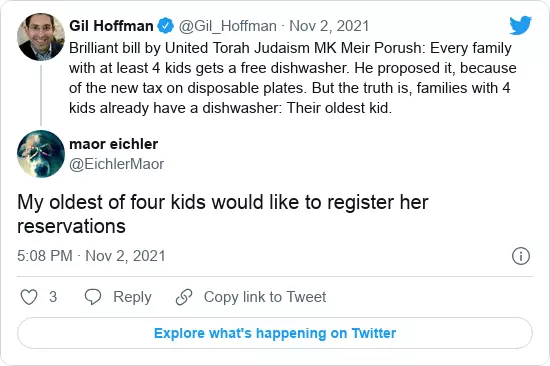 Gil Hoffman @Gil_Hoffman · Nov 2, 2021
Brilliant bill by United Torah Judaism MK Meir Porush: Every family
with at least 4 kids gets a free dishwasher. He proposed it, because
of the new tax on disposable plates. But the truth is, families with 4
kids already have a dishwasher: Their oldest kid.
maor eichler
@EichlerMaor
My oldest of four kids would like to register her
reservations
5:08 PM · Nov 2, 2021
3 Reply Copy link to Tweet
Explore what's happening on Twitter